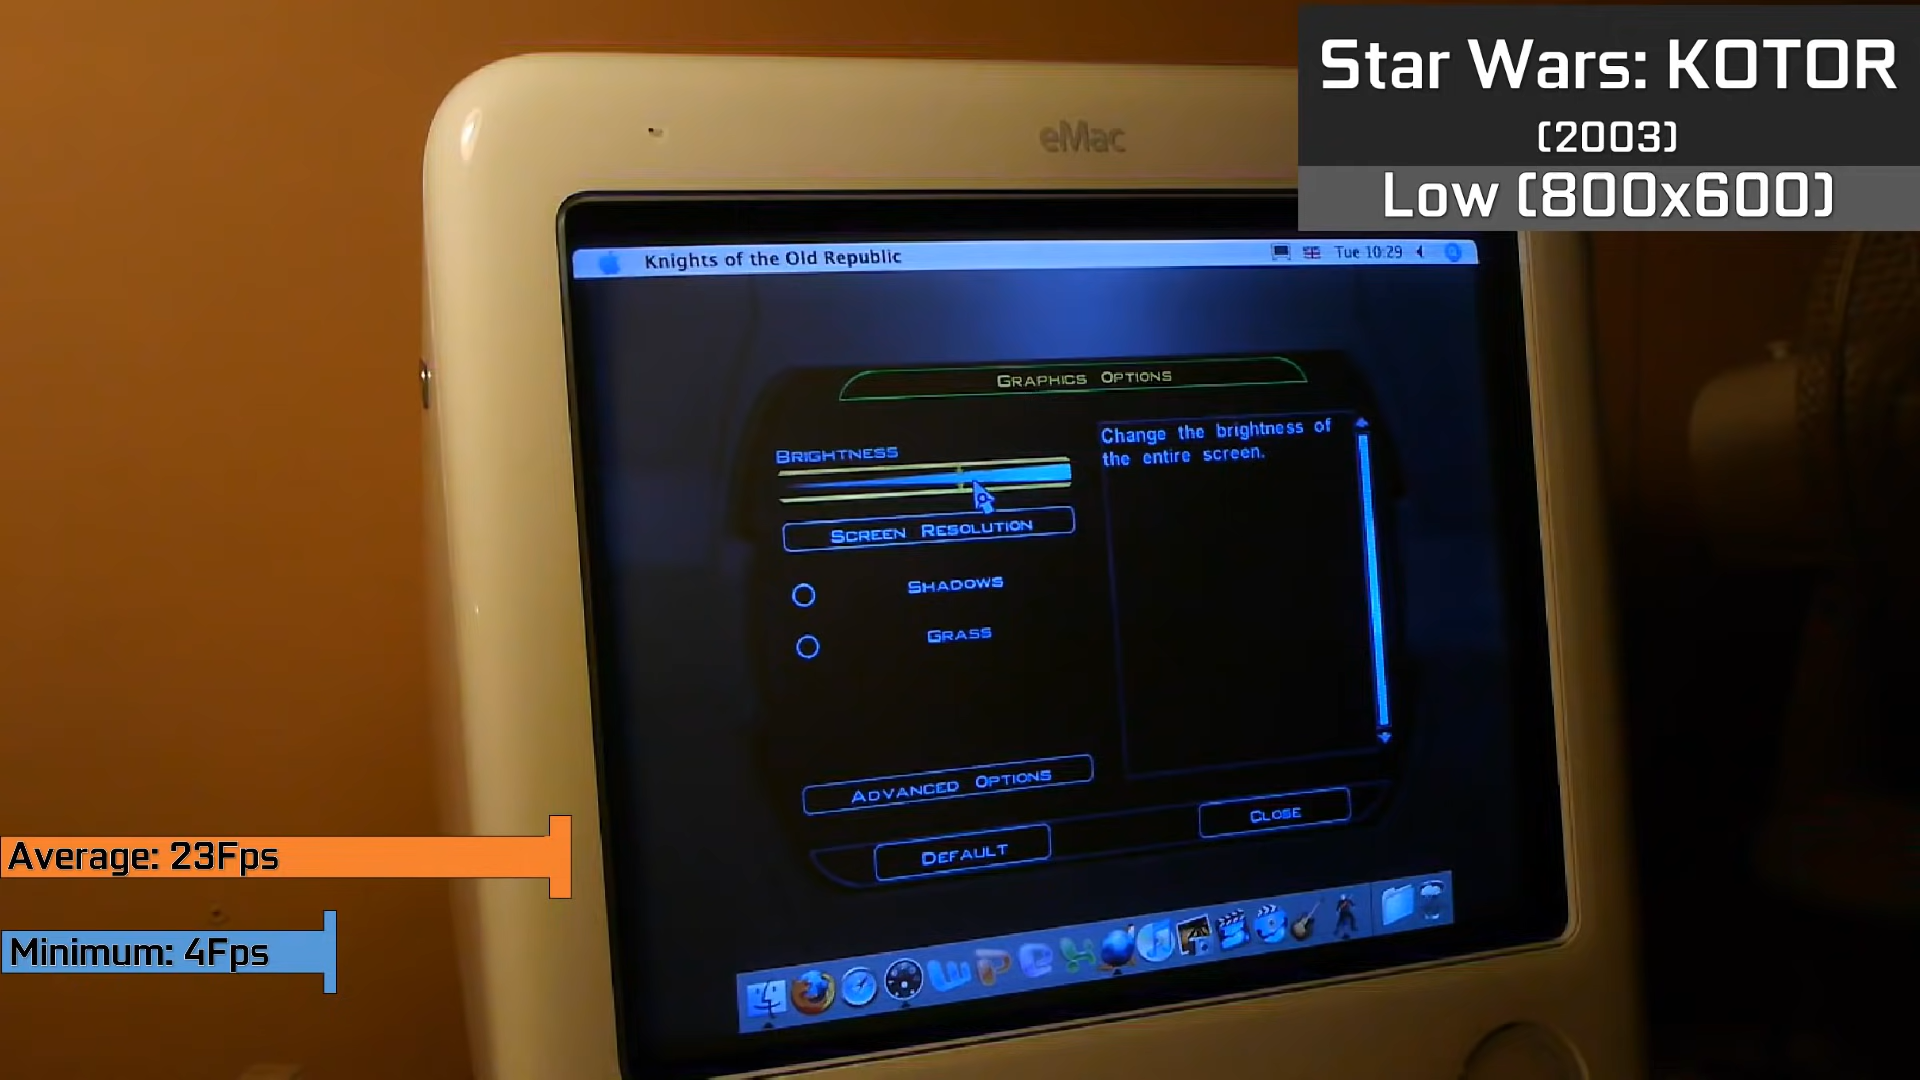 Star Wars: KOTOR
(2003)
Low (800x600)
eMac
Knights of the Old Republic
Tue 10:29
GRAPHICS OPTIONS
BRIGHTNESS
Change the brightness of
the entire screen.
SCREEN RESOLUTION
SHADOWS
GRASS
ADVANCED OPTIONS
CLOSE
DEFAULT
Average: 23Fps
Minimum: 4Fps